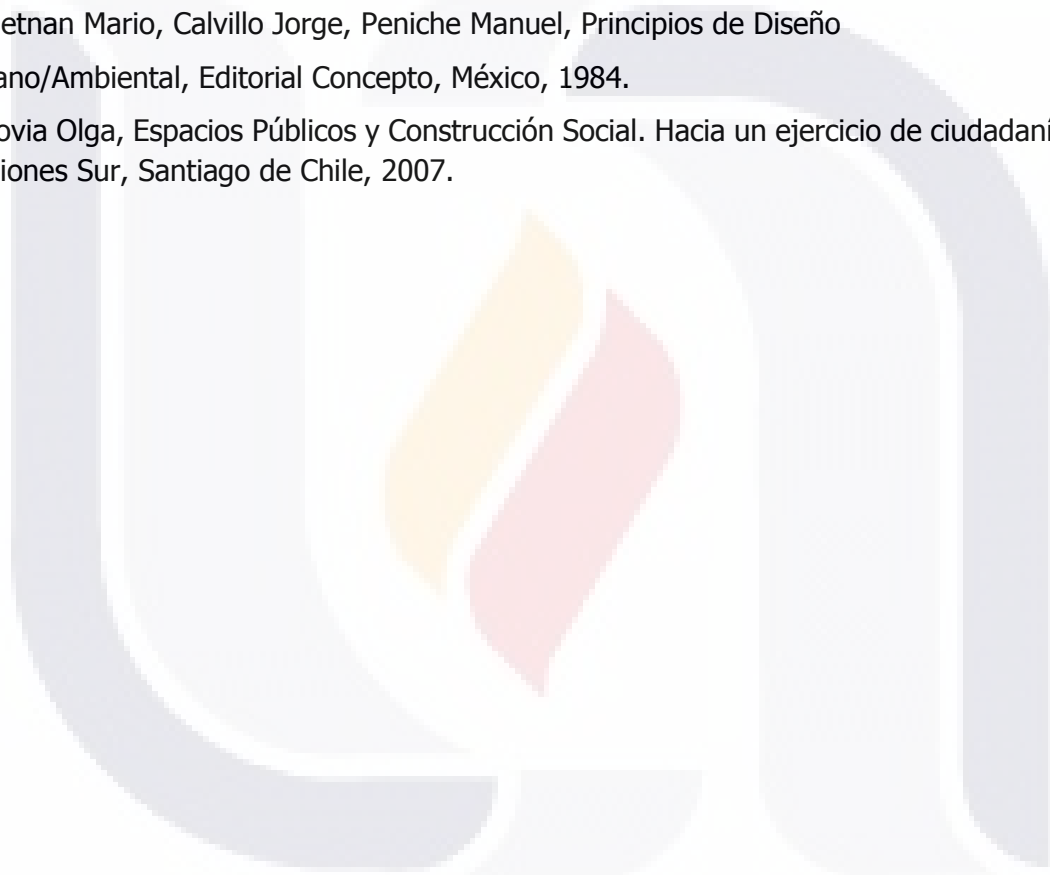 etnan Mario, Calvillo Jorge, Peniche Manuel, Principios de Diseño
ano/Ambiental, Editorial Concepto, México, 1984.
ovia Olga, Espacios Públicos y Construcción Social. Hacia un ejercicio de ciudadaní
iones Sur, Santiago de Chile, 2007.